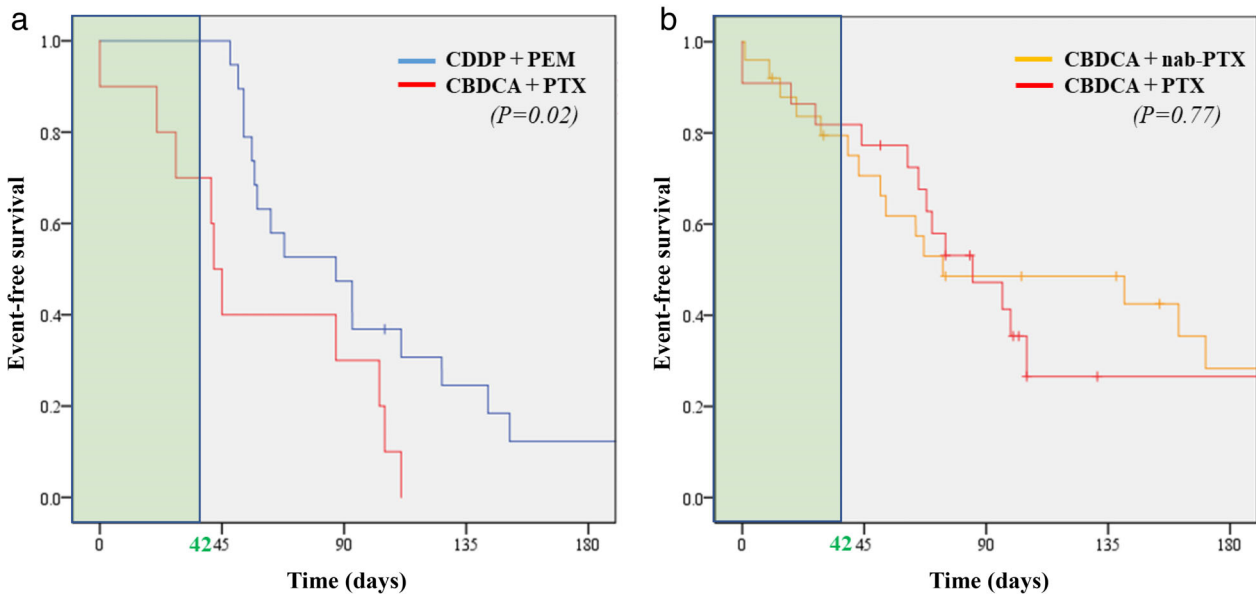 a
CDDP + PEM
CBDCA + PTX
(P=0.02)
Event-free survival
1.0
0.8
0.6
0.4
0.2
0.0
0
42
45
90
135
180
Time (days)
b
CBDCA + nab-PTX
CBDCA + PTX
(P=0.77)
Event-free survival
1.0
0.8
0.6
0.4
0.2
0.0
0
42
45
90
135
180
Time (days)